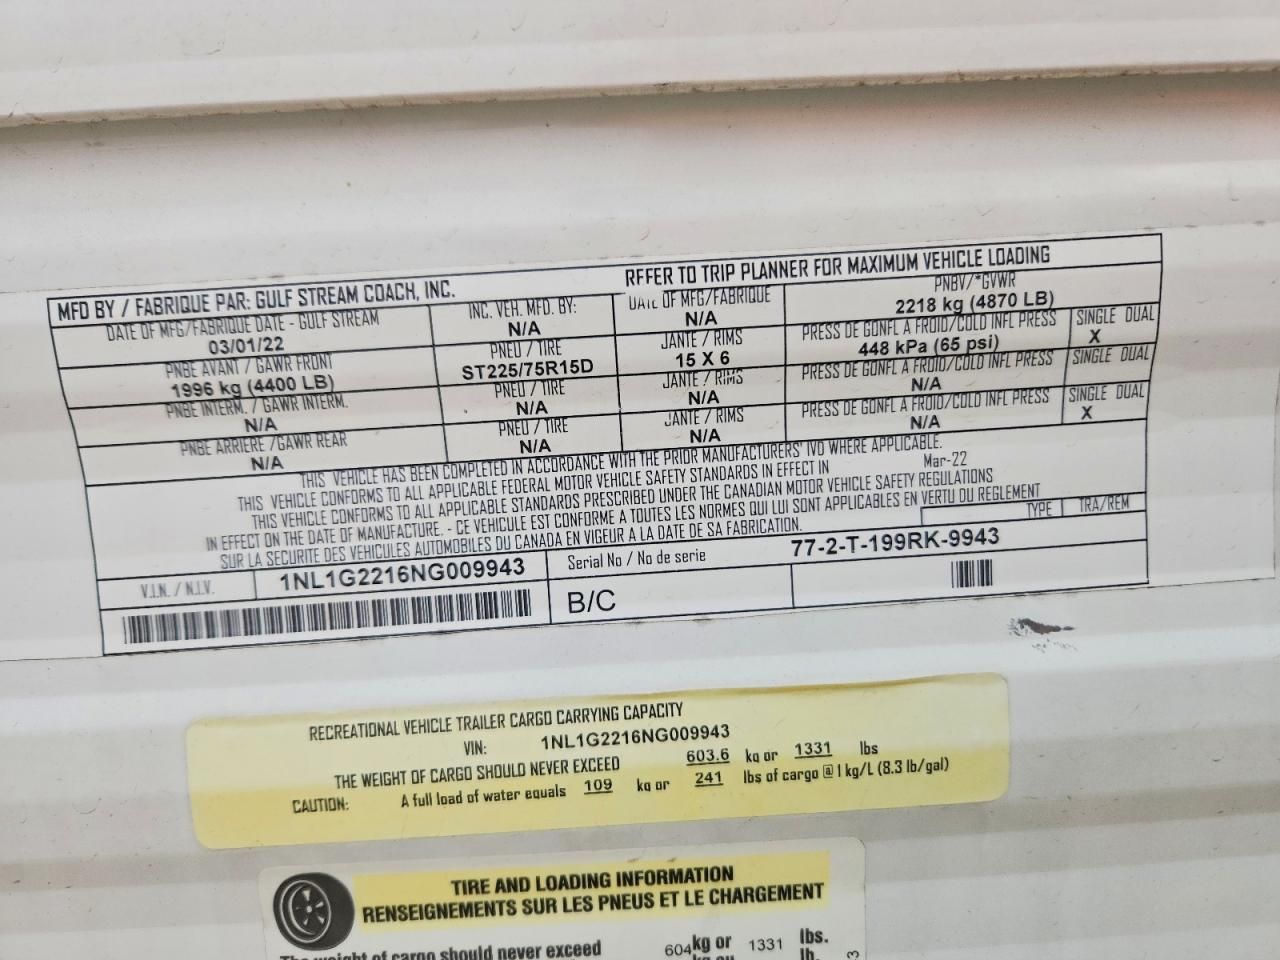 MFD BY / FABRIQUE PAR: GULF STREAM COACH, INC. RFFER TO TRIP PLANNER FOR MAXIMUM VEHICLE LOADING
DATE OF MFG/FABRIQUE DATE - GULF STREAM INC. VEH. MFD. BY: DATE OF MFG/FABRIQUE PNBV/*GVWR
03/01/22 N/A N/A 2218 kg (4870 LB)
PNBE AVANT / GAWR FRONT PNEU / TIRE JANTE / RIMS PRESS DE GONFL A FROID/COLD INFL PRESS SINGLE DUAL
1996 kg (4400 LB) ST225/75R15D 15 X 6 448 kPa (65 psi) X
PNBE INTERM. / GAWR INTERM. PNEU / TIRE JANTE / RIMS PRESS DE GONFL A FROID/COLD INFL PRESS SINGLE DUAL
N/A N/A N/A N/A
PNBE ARRIERE /GAWR REAR PNEU / TIRE JANTE / RIMS PRESS DE GONFL A FROID/COLD INFL PRESS SINGLE DUAL
N/A N/A N/A N/A X
THIS VEHICLE HAS BEEN COMPLETED IN ACCORDANCE WITH THE PRIOR MANUFACTURERS' IVD WHERE APPLICABLE.
THIS VEHICLE CONFORMS TO ALL APPLICABLE FEDERAL MOTOR VEHICLE SAFETY STANDARDS IN EFFECT IN Mar-22
THIS VEHICLE CONFORMS TO ALL APPLICABLE STANDARDS PRESCRIBED UNDER THE CANADIAN MOTOR VEHICLE SAFETY REGULATIONS
IN EFFECT ON THE DATE OF MANUFACTURE. - CE VEHICULE EST CONFORME A TOUTES LES NORMES QUI LUI SONT APPLICABLES EN VERTU DU REGLEMENT
SUR LA SECURITE DES VEHICULES AUTOMOBILES DU CANADA EN VIGEUR A LA DATE DE SA FABRICATION. TYPE TRA/REM
V.I.N. / N.I.V. 1NL1G2216NG009943 Serial No / No de serie 77-2-T-199RK-9943
B/C
RECREATIONAL VEHICLE TRAILER CARGO CARRYING CAPACITY
VIN: 1NL1G2216NG009943
THE WEIGHT OF CARGO SHOULD NEVER EXCEED 603.6 kg or 1331 lbs
CAUTION: A full load of water equals 109 kg or 241 lbs of cargo @ 1 kg/L (8.3 lb/gal)
TIRE AND LOADING INFORMATION
RENSEIGNEMENTS SUR LES PNEUS ET LE CHARGEMENT
The weight of cargo should never exceed 604 kg or 1331 lbs.
kg ou lb.